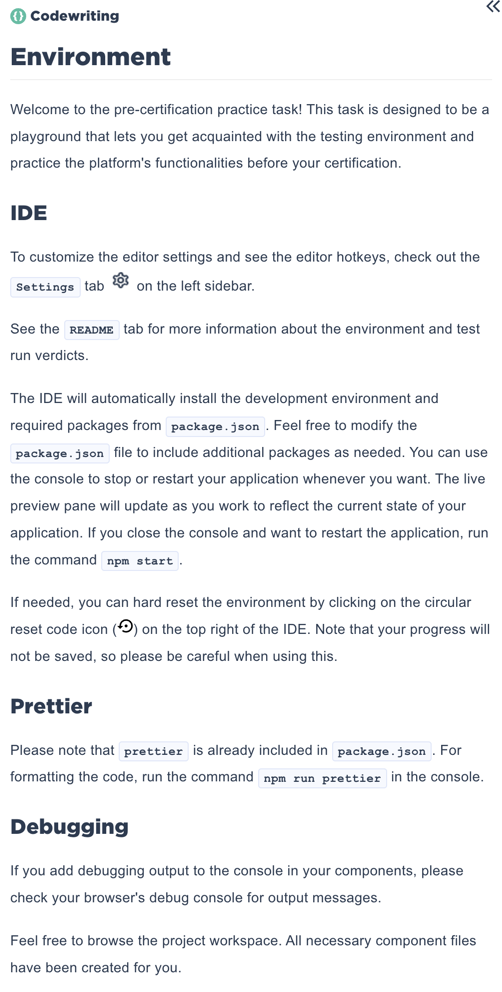 Codewriting
Environment
Welcome to the pre-certification practice task! This task is designed to be a
playground that lets you get acquainted with the testing environment and
practice the platform's functionalities before your certification.
IDE
To customize the editor settings and see the editor hotkeys, check out the
Settings tab on the left sidebar.
See the README tab for more information about the environment and test
run verdicts.
The IDE will automatically install the development environment and
required packages from package.json. Feel free to modify the
package.json file to include additional packages as needed. You can use
the console to stop or restart your application whenever you want. The live
preview pane will update as you work to reflect the current state of your
application. If you close the console and want to restart the application, run
the command npm start.
If needed, you can hard reset the environment by clicking on the circular
reset code icon () on the top right of the IDE. Note that your progress will
not be saved, so please be careful when using this.
Prettier
Please note that prettier is already included in package.json. For
formatting the code, run the command npm run prettier in the console.
Debugging
If you add debugging output to the console in your components, please
check your browser's debug console for output messages.
Feel free to browse the project workspace. All necessary component files
have been created for you.